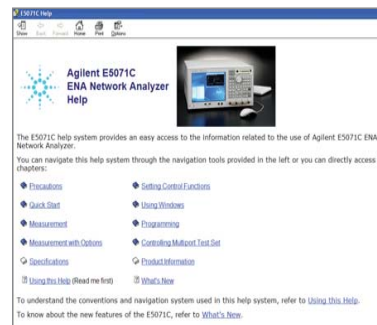 E5071C Help
Show Back Forward Home Print Options
Agilent E5071C
ENA Network Analyzer
Help
The E5071C help system provides an easy access to the information related to the use of Agilent E5071C ENA
Network Analyzer.
You can navigate this help system through the navigation tools provided in the left or you can directly access
chapters:
Precautions
Setting Control Functions
Quick Start
Using Windows
Measurement
Programming
Measurement with Options
Controlling Multiport Test Set
Specifications
Product Information
Using this Help (Read me first)
What's New
To understand the conventions and navigation system used in this help system, refer to Using this Help.
To know about the new features of the E5071C, refer to What's New.